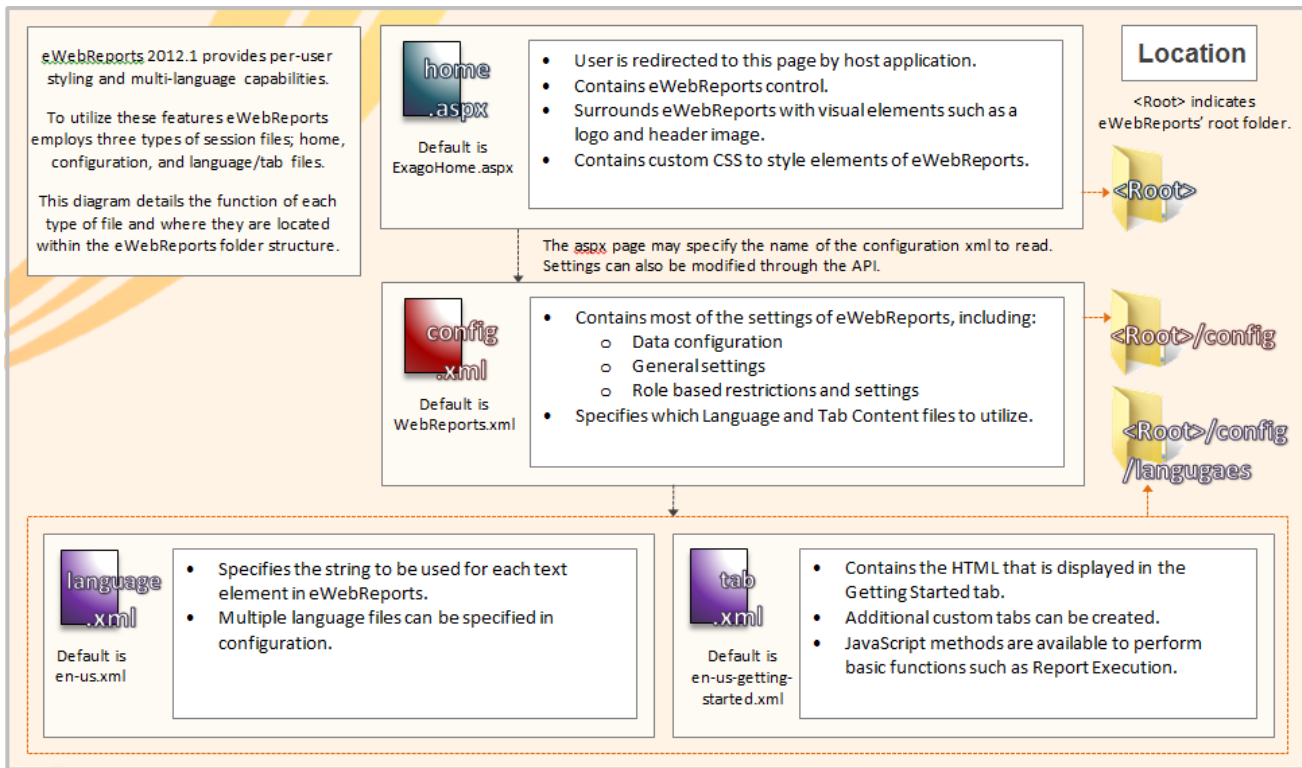 eWebReports 2012.1 provides per-user
styling and multi-language capabilities.
To utilize these features eWebReports
employs three types of session files; home,
configuration, and language/tab files.
This diagram details the function of each
type of file and where they are located
within the eWebReports folder structure.
home
.aspx
Default is
ExagoHome.aspx
• User is redirected to this page by host application.
• Contains eWebReports control.
• Surrounds eWebReports with visual elements such as a
logo and header image.
• Contains custom CSS to style elements of eWebReports.
Location
<Root> indicates
eWebReports' root folder.
<Root>
The aspx page may specify the name of the configuration xml to read.
Settings can also be modified through the API.
config
.xml
Default is
WebReports.xml
• Contains most of the settings of eWebReports, including:
o Data configuration
o General settings
o Role based restrictions and settings
• Specifies which Language and Tab Content files to utilize.
<Root>/config
<Root>/config
/langugaes
language
.xml
Default is
en-us.xml
• Specifies the string to be used for each text
element in eWebReports.
• Multiple language files can be specified in
configuration.
tab
.xml
Default is
en-us-getting-
started.xml
• Contains the HTML that is displayed in the
Getting Started tab.
• Additional custom tabs can be created.
• JavaScript methods are available to perform
basic functions such as Report Execution.